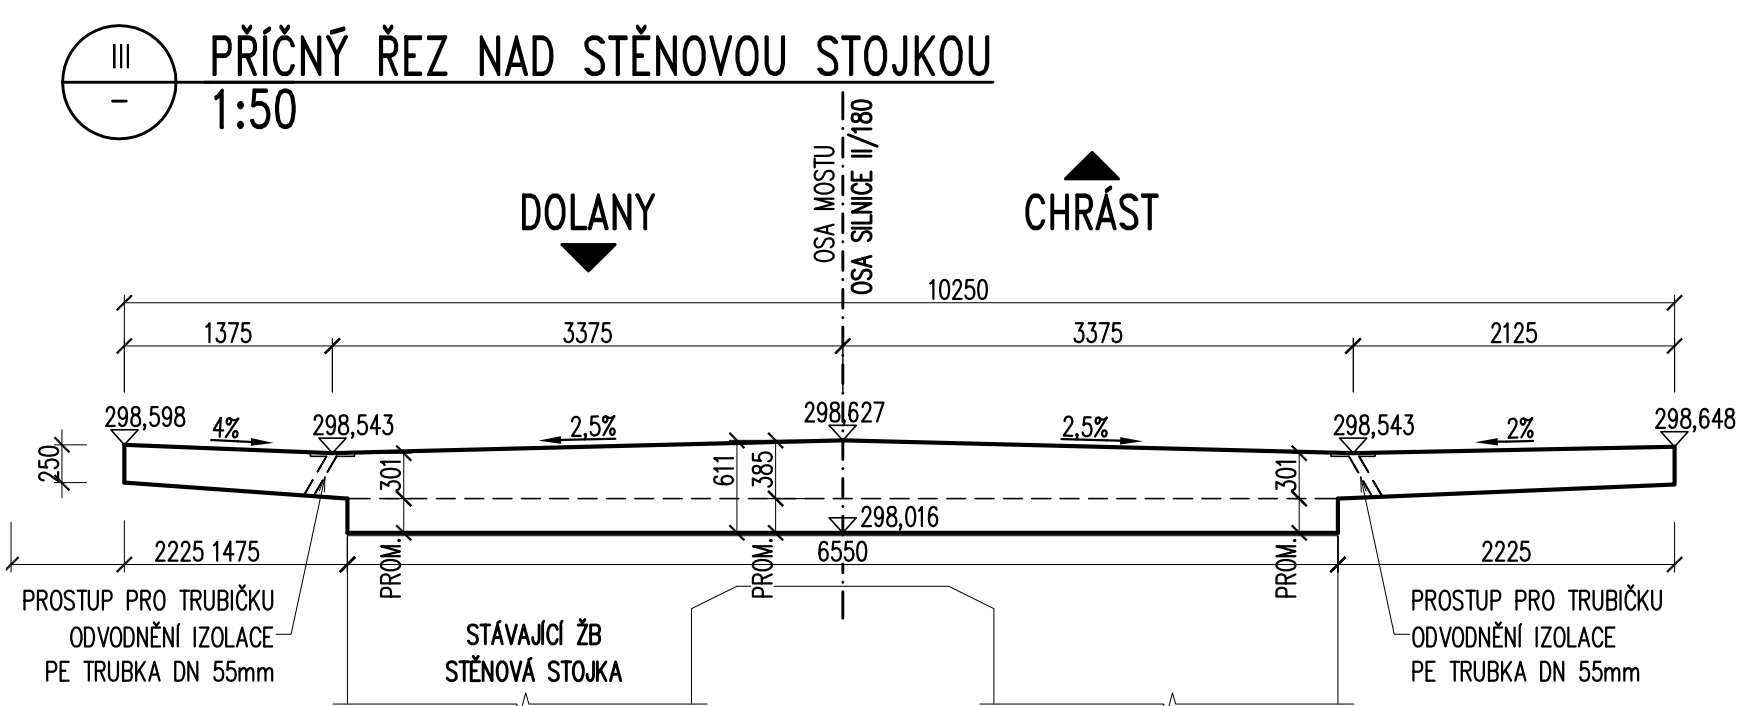 III
–
PŘÍČNÝ ŘEZ NAD STĚNOVOU STOJKOU
1:50
OSA MOSTU
OSA SILNICE II/180
DOLANY
CHRÁST
10250
1375
3375
3375
2125
298,598
4%
298,543
2,5%
298,627
2,5%
298,543
2%
298,648
250
301
611
385
301
298,016
2225 1475
PROM.
PROM.
6550
PROM.
2225
PROSTUP PRO TRUBIČKU
ODVODNĚNÍ IZOLACE
PE TRUBKA DN 55mm
STÁVAJÍCÍ ŽB
STĚNOVÁ STOJKA
PROSTUP PRO TRUBIČKU
ODVODNĚNÍ IZOLACE
PE TRUBKA DN 55mm